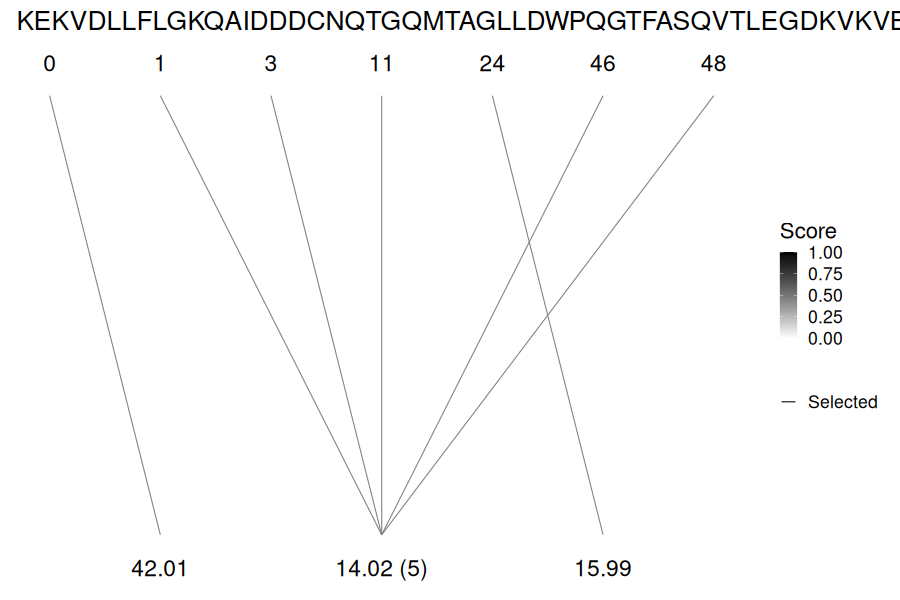 KEKVDLLFLGKQAIDDDCNQTGQMTAGLLDWPQGTFASQVTLEGDKVKVE
0 1 3 11 24 46 48
Score
1.00
0.75
0.50
0.25
0.00
Selected
42.01 14.02 (5) 15.99